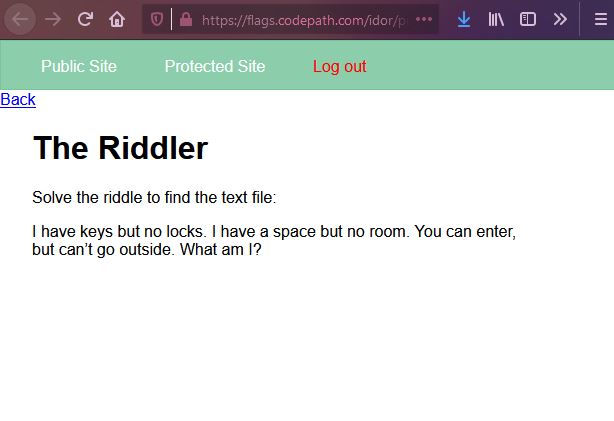 https://flags.codepath.com/idor/p
Public Site Protected Site Log out
Back
The Riddler
Solve the riddle to find the text file:
I have keys but no locks. I have a space but no room. You can enter,
but can’t go outside. What am I?